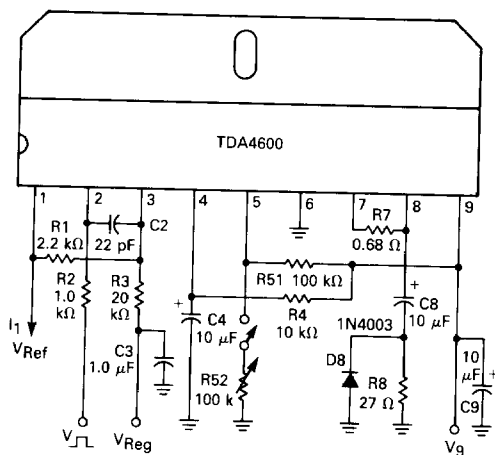 TDA4600
1 2 3 4 5 6 7 8 9
R1
2.2 kΩ
C2
22 pF
R7
0.68 Ω
R2
1.0
kΩ
R3
20
kΩ
R51 100 kΩ
R4
10 kΩ
+
C4
10 µF
+
C8
10 µF
1N4003
I1
VRef
C3
1.0 µF
R52
100 k
D8
R8
27 Ω
10
µF
+
C9
V
VReg
V9